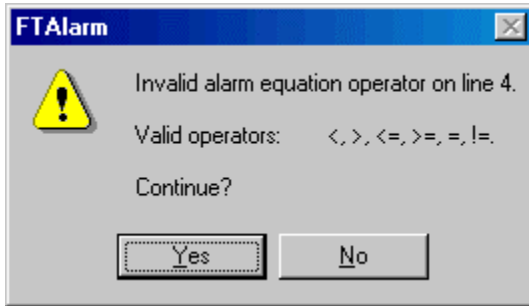 FTAlarm
Invalid alarm equation operator on line 4.
Valid operators: <, >, <=, >=, =, !=.
Continue?
Yes No